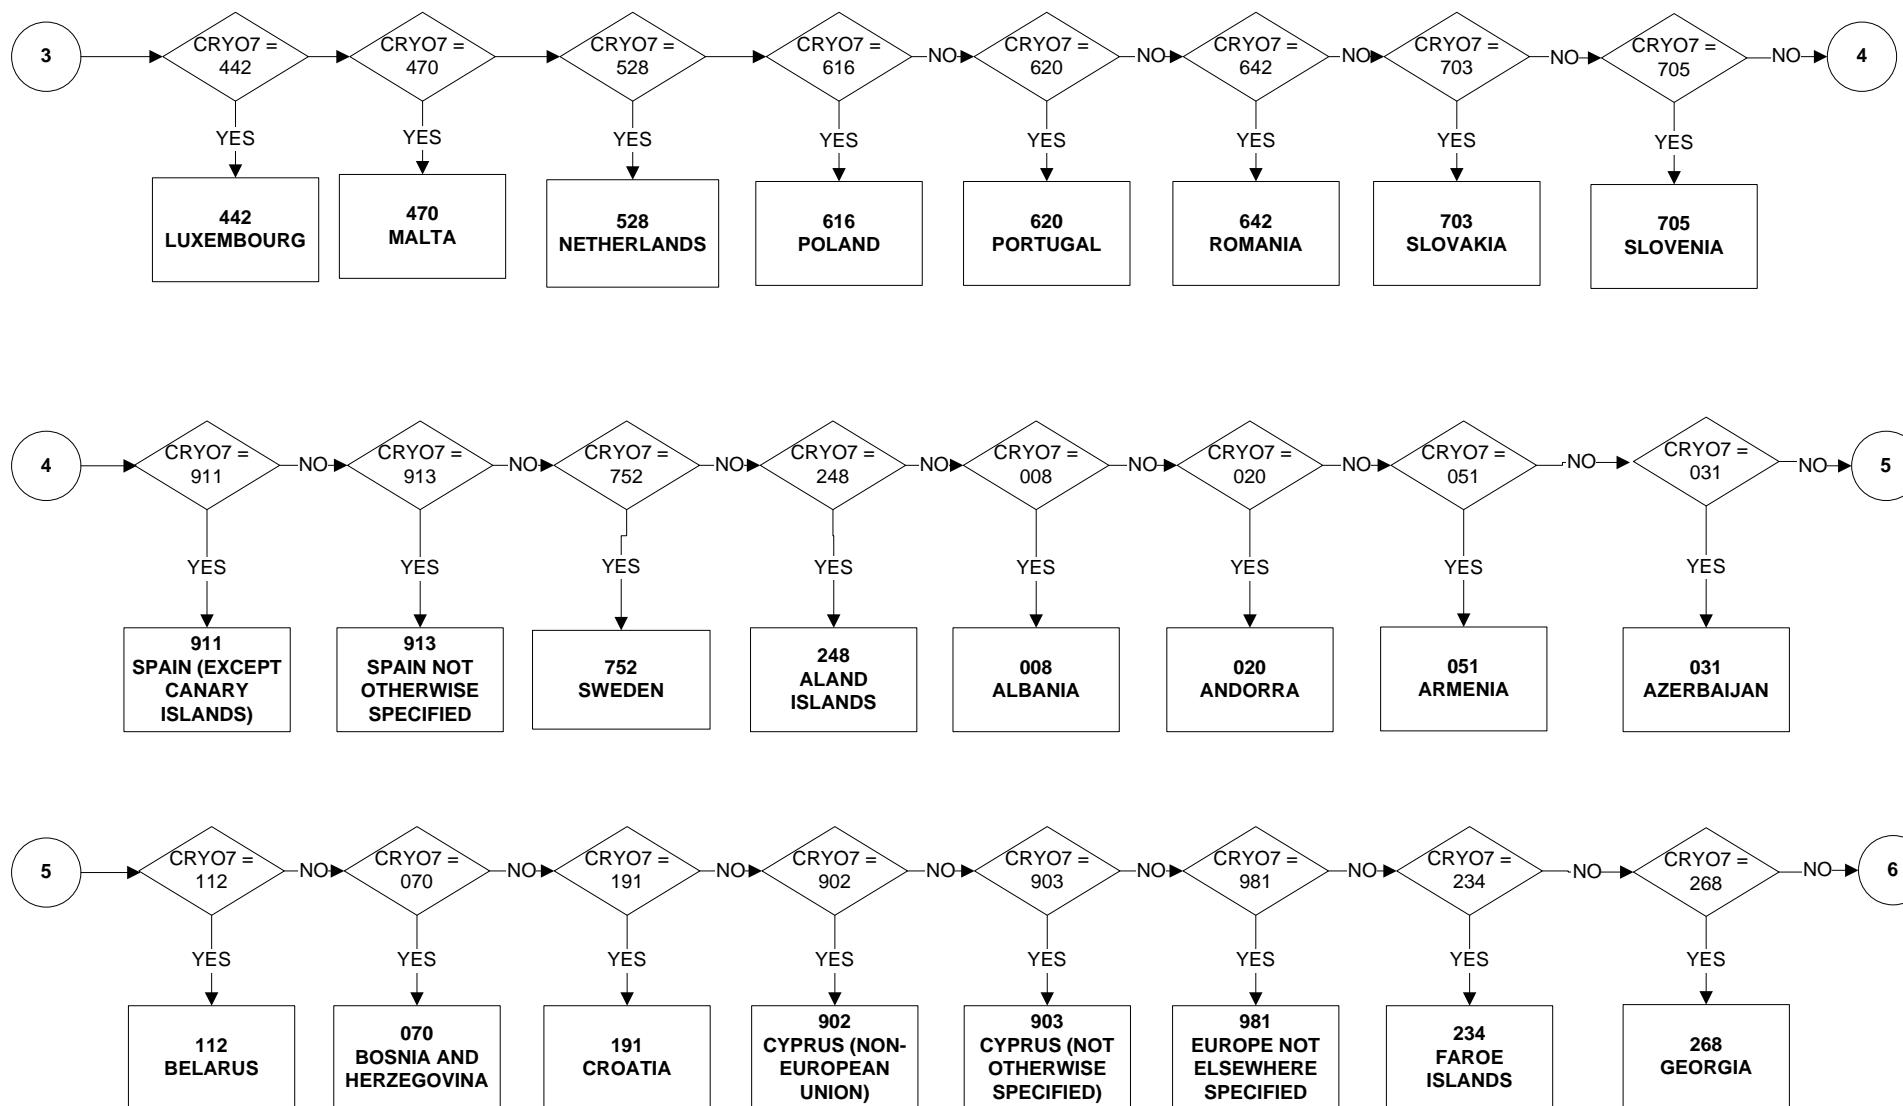 3
CRYO7 =
442
CRYO7 =
470
CRYO7 =
528
CRYO7 =
616
NO
CRYO7 =
620
NO
CRYO7 =
642
NO
CRYO7 =
703
NO
CRYO7 =
705
NO
4
YES
YES
YES
YES
YES
YES
YES
YES
442
LUXEMBOURG
470
MALTA
528
NETHERLANDS
616
POLAND
620
PORTUGAL
642
ROMANIA
703
SLOVAKIA
705
SLOVENIA
4
CRYO7 =
911
NO
CRYO7 =
913
NO
CRYO7 =
752
NO
CRYO7 =
248
NO
CRYO7 =
008
NO
CRYO7 =
020
NO
CRYO7 =
051
NO
CRYO7 =
031
NO
5
YES
YES
YES
YES
YES
YES
YES
YES
911
SPAIN (EXCEPT
CANARY
ISLANDS)
913
SPAIN NOT
OTHERWISE
SPECIFIED
752
SWEDEN
248
ALAND
ISLANDS
008
ALBANIA
020
ANDORRA
051
ARMENIA
031
AZERBAIJAN
5
CRYO7 =
112
NO
CRYO7 =
070
NO
CRYO7 =
191
NO
CRYO7 =
902
NO
CRYO7 =
903
NO
CRYO7 =
981
NO
CRYO7 =
234
NO
CRYO7 =
268
NO
6
YES
YES
YES
YES
YES
YES
YES
YES
112
BELARUS
070
BOSNIA AND
HERZEGOVINA
191
CROATIA
902
CYPRUS (NON-
EUROPEAN
UNION)
903
CYPRUS (NOT
OTHERWISE
SPECIFIED)
981
EUROPE NOT
ELSEWHERE
SPECIFIED
234
FAROE
ISLANDS
268
GEORGIA